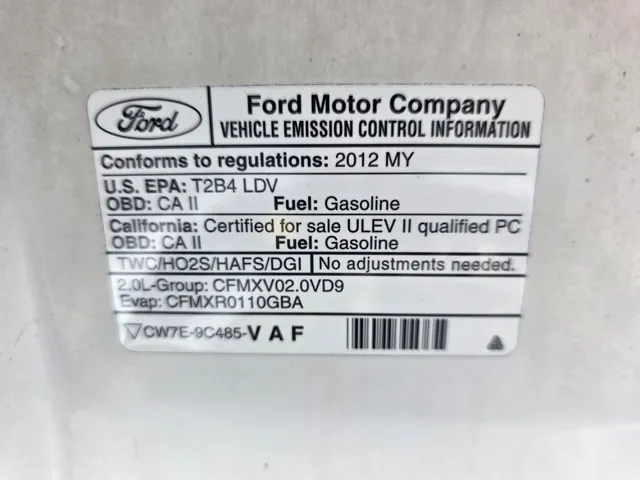 Ford
Ford Motor Company
VEHICLE EMISSION CONTROL INFORMATION
Conforms to regulations: 2012 MY
U.S. EPA: T2B4 LDV
OBD: CA II Fuel: Gasoline
California: Certified for sale ULEV II qualified PC
OBD: CA II Fuel: Gasoline
TWC/HO2S/HAFS/DGI No adjustments needed.
2.0L-Group: CFMXV02.0VD9
Evap: CFMXR0110GBA
CW7E-9C485-V A F